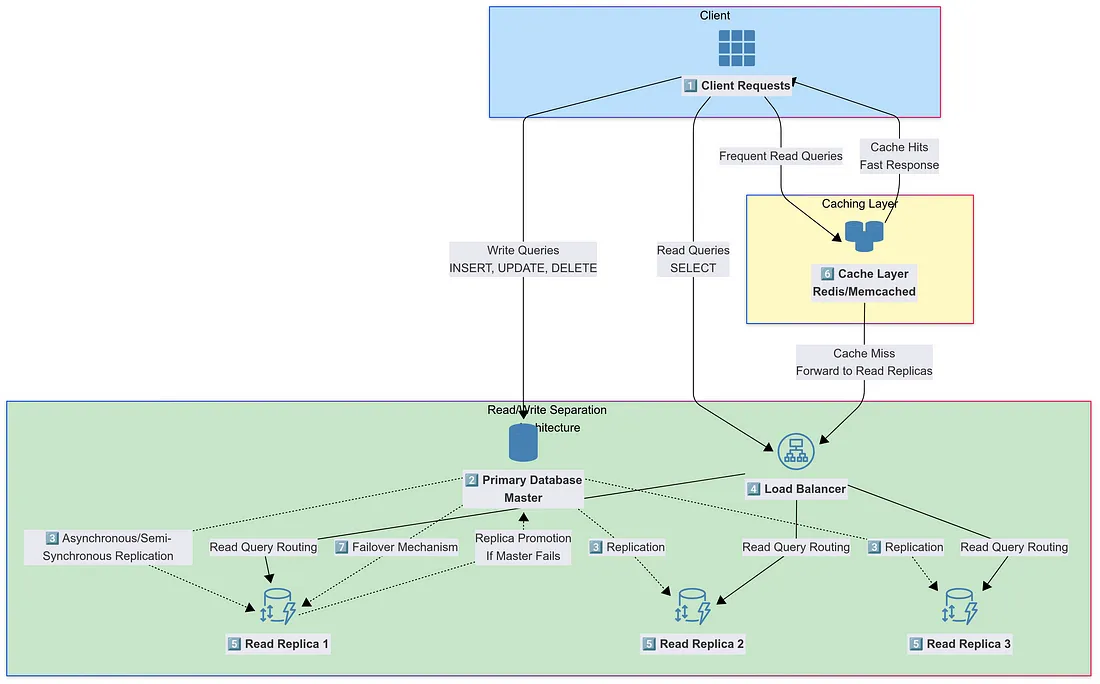 Client
1 Client Requests
Frequent Read Queries
Cache Hits
Fast Response
Caching Layer
Write Queries
INSERT, UPDATE, DELETE
Read Queries
SELECT
6 Cache Layer
Redis/Memcached
Cache Miss
Forward to Read Replicas
Read/Write Separation
hitecture
2 Primary Database
Master
4 Load Balancer
3 Asynchronous/Semi-
Synchronous Replication
Read Query Routing
7 Failover Mechanism
Replica Promotion
If Master Fails
3 Replication
Read Query Routing
3 Replication
Read Query Routing
5 Read Replica 1
5 Read Replica 2
5 Read Replica 3